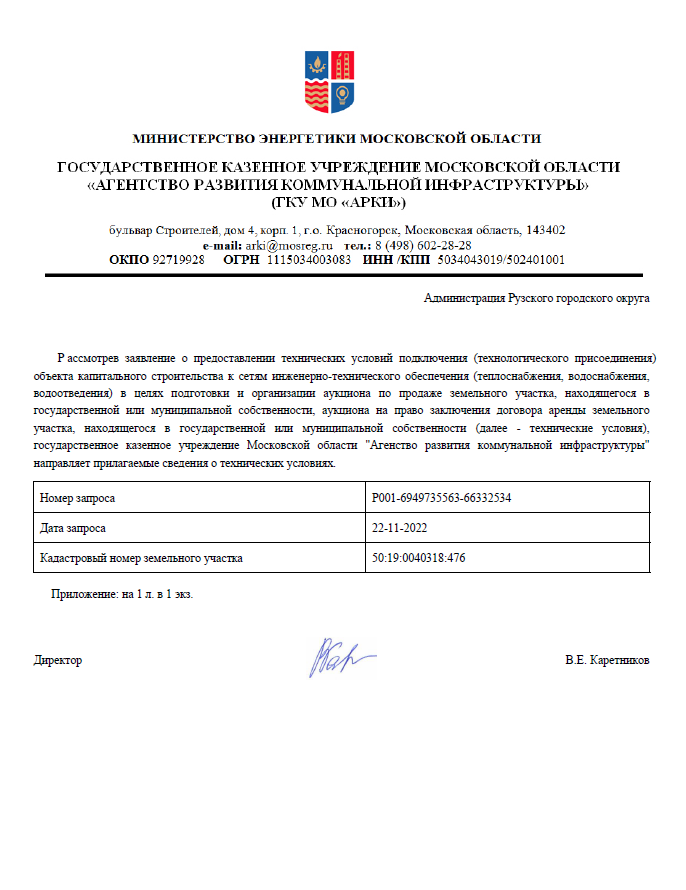 МИНИСТЕРСТВО ЭНЕРГЕТИКИ МОСКОВСКОЙ ОБЛАСТИ
ГОСУДАРСТВЕННОЕ КАЗЕННОЕ УЧРЕЖДЕНИЕ МОСКОВСКОЙ ОБЛАСТИ
«АГЕНТСТВО РАЗВИТИЯ КОММУНАЛЬНОЙ ИНФРАСТРУКТУРЫ»
(ГКУ МО «АРКИ»)
бульвар Строителей, дом 4, корп. 1, г.о. Красногорск, Московская область, 143402
e-mail: arki@mosreg.ru тел.: 8 (498) 602-28-28
ОКПО 92719928 ОГРН 1115034003083 ИНН /КПП 5034043019/502401001
Администрация Рузского городского округа
Р ассмотрев заявление о предоставлении технических условий подключения (технологического присоединения)
объекта капитального строительства к сетям инженерно-технического обеспечения (теплоснабжения, водоснабжения,
водоотведения) в целях подготовки и организации аукциона по продаже земельного участка, находящегося в
государственной или муниципальной собственности, аукциона на право заключения договора аренды земельного
участка, находящегося в государственной или муниципальной собственности (далее - технические условия),
государственное казенное учреждение Московской области "Агенство развития коммунальной инфраструктуры"
направляет прилагаемые сведения о технических условиях.
Номер запроса P001-6949735563-66332534
Дата запроса 22-11-2022
Кадастровый номер земельного участка 50:19:0040318:476
Приложение: на 1 л. в 1 экз.
Директор В.Е. Каретников